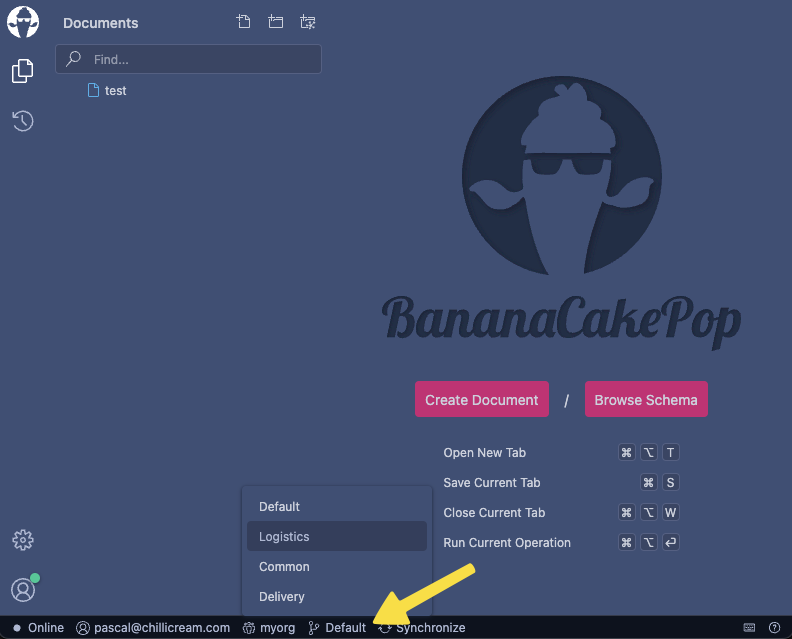 Documents
Find...
test
BananaCakePop
Create Document / Browse Schema
Open New Tab ⌘ ⌥ T
Save Current Tab ⌘ S
Close Current Tab ⌘ ⌥ W
Run Current Operation ⌘ ⌥ ↵
Default
Logistics
Common
Delivery
Online pascal@chillicream.com myorg Default Synchronize